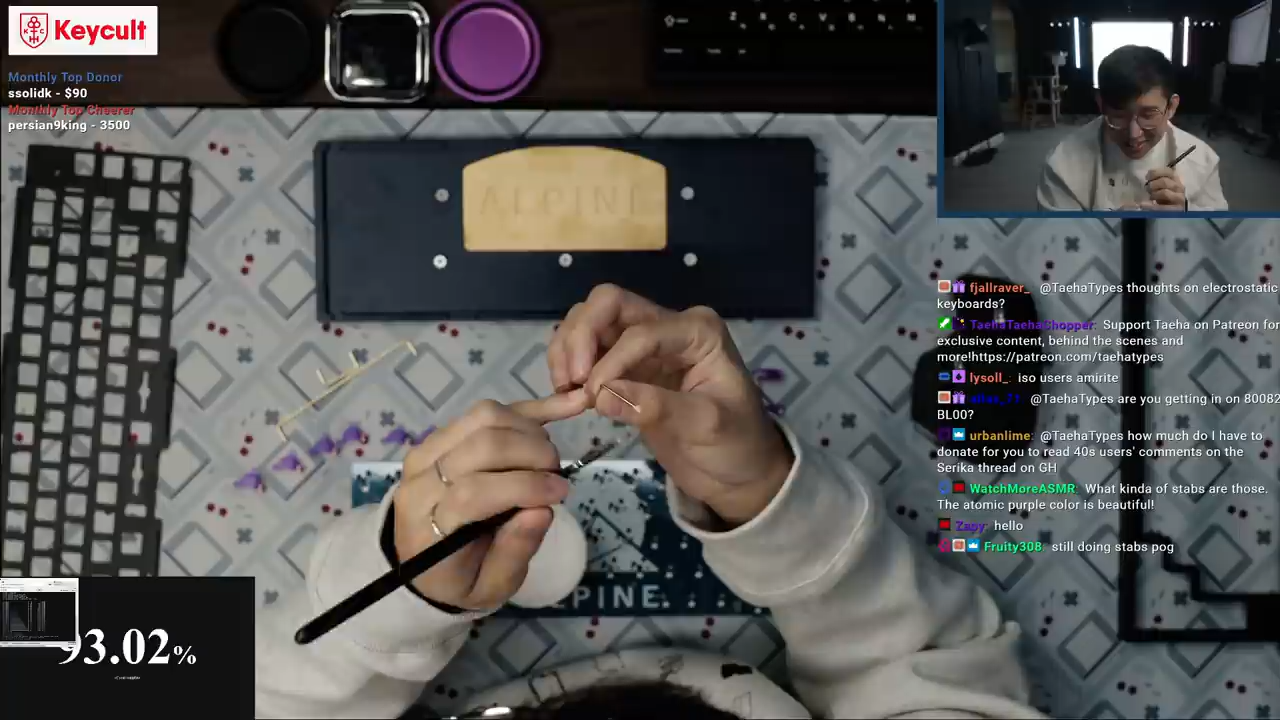 Keycult
Monthly Top Donor
ssolidk - $90
Monthly Top Cheerer
persian9king - 3500
ALPINE
ALPINE
93.02%
fjallraver_ @TaehaTypes thoughts on electrostatic
keyboards?
TaehaTaehaChopper: Support Taeha on Patreon for
exclusive content, behind the scenes and
more!https://patreon.com/taehatypes
lysoll_: iso users amirite
@TaehaTypes are you getting in on 80082
BL00?
urbanlime: @TaehaTypes how much do I have to
donate for you to read 40s users' comments on the
Serika thread on GH
WatchMoreASMR: What kinda of stabs are those.
The atomic purple color is beautiful!
Zapy: hello
Fruity308 still doing stabs pog